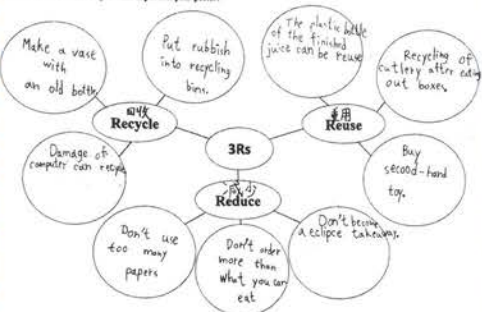 Make a vast
with
an old bottle.
Put rubbish
into recycling
bins.
The plastic bottle
of the finished
juice can be reuse
Recycling of
cutlery after eating
out boxes.
回收
Recycle
重用
Reuse
3Rs
Damage of
computer can recycle
Buy
second-hand
toy.
減少
Reduce
Don't use
too many
papers
Don't order
more than
what you can
eat
Don't become
a eclipce takeaway.